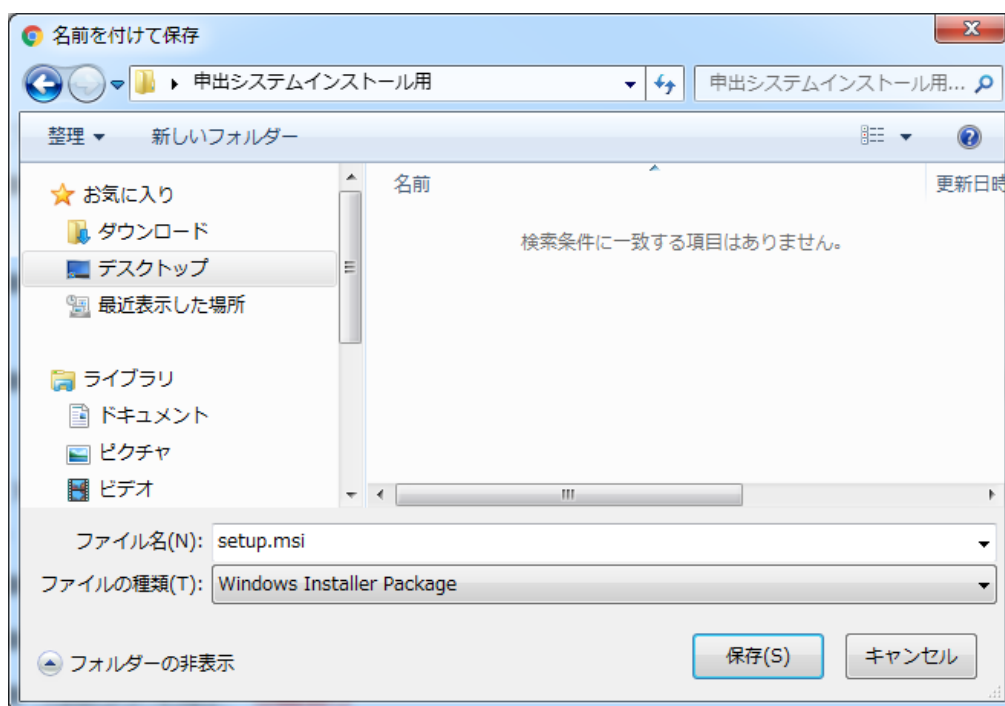 名前を付けて保存
申出システムインストール用
申出システムインストール用...
整理
新しいフォルダー
お気に入り
ダウンロード
デスクトップ
最近表示した場所
ライブラリ
ドキュメント
ピクチャ
ビデオ
名前
更新日時
検索条件に一致する項目はありません。
ファイル名(N): setup.msi
ファイルの種類(T): Windows Installer Package
フォルダーの非表示
保存(S)
キャンセル